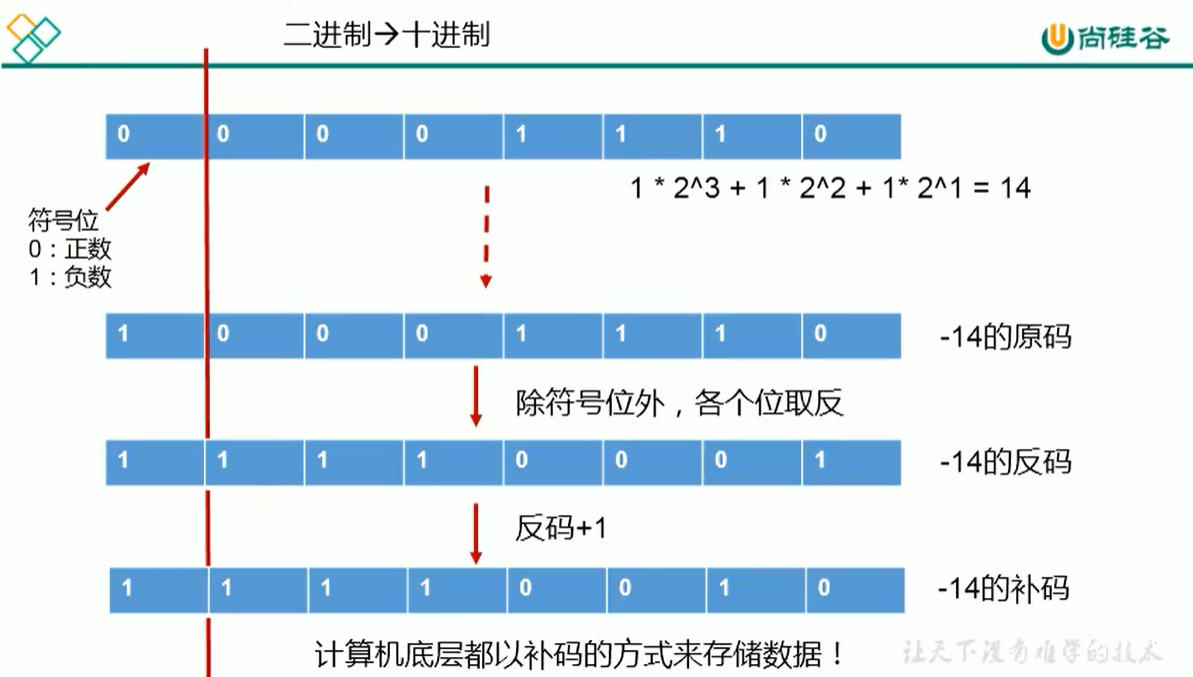 二进制→十进制
尚硅谷
0 0 0 0 1 1 1 0
1 * 2^3 + 1 * 2^2 + 1* 2^1 = 14
符号位
0：正数
1：负数
1 0 0 0 1 1 1 0
-14的原码
除符号位外，各个位取反
1 1 1 1 0 0 0 1
-14的反码
反码+1
1 1 1 1 0 0 1 0
-14的补码
计算机底层都以补码的方式来存储数据！
让天下没有难学的技术